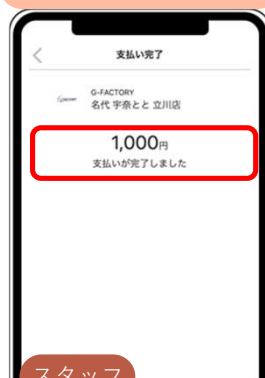 支払い完了
G-FACTORY
名代 宇奈とと 立川店
1,000円
支払いが完了しました
スタッフ